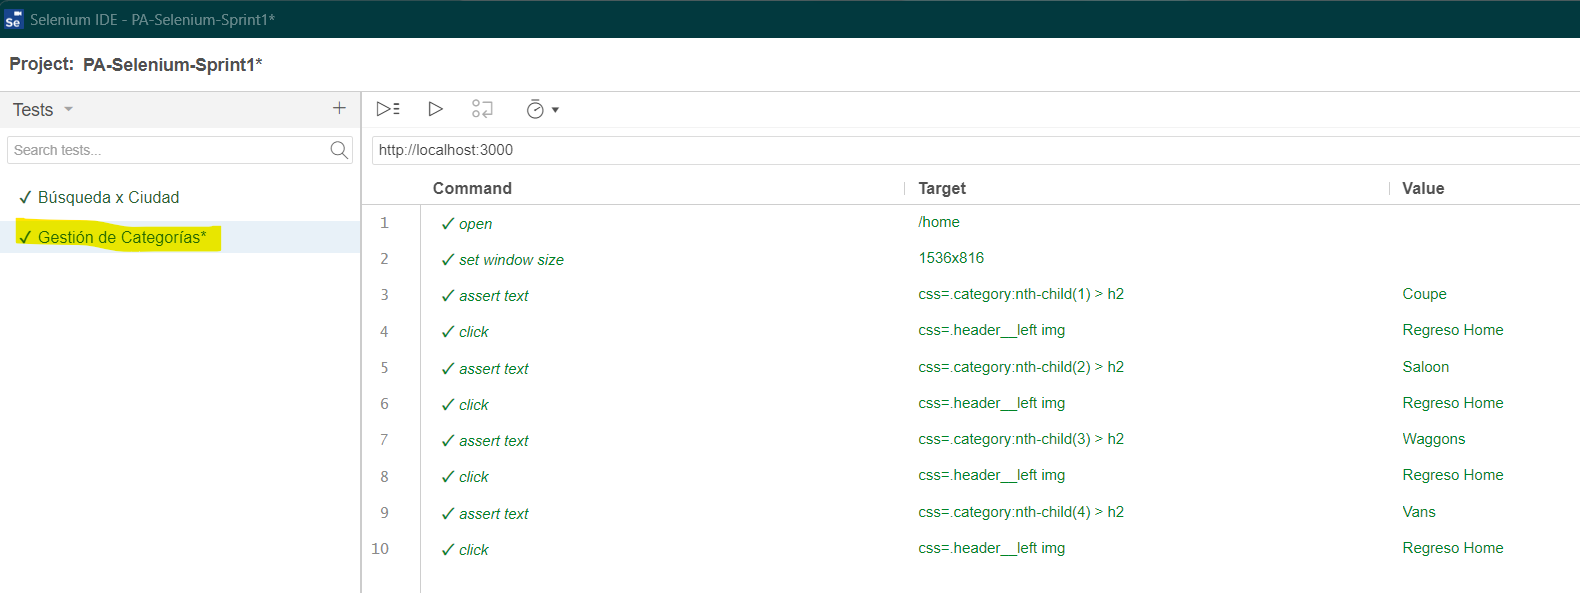 Se Selenium IDE - PA-Selenium-Sprint1*
Project: PA-Selenium-Sprint1*
Tests
Search tests...
✓ Búsqueda x Ciudad
✓ Gestión de Categorías*
http://localhost:3000
Command Target Value
1 ✓ open /home
2 ✓ set window size 1536x816
3 ✓ assert text css=.category:nth-child(1) > h2 Coupe
4 ✓ click css=.header__left img Regreso Home
5 ✓ assert text css=.category:nth-child(2) > h2 Saloon
6 ✓ click css=.header__left img Regreso Home
7 ✓ assert text css=.category:nth-child(3) > h2 Waggons
8 ✓ click css=.header__left img Regreso Home
9 ✓ assert text css=.category:nth-child(4) > h2 Vans
10 ✓ click css=.header__left img Regreso Home